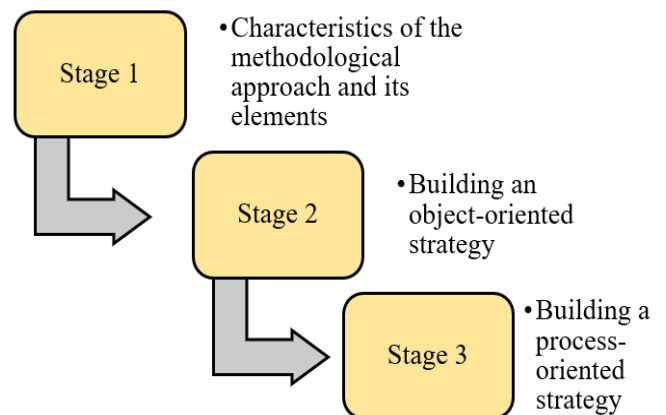 Stage 1
•Characteristics of the
methodological
approach and its
elements
Stage 2
•Building an
object-oriented
strategy
Stage 3
•Building a
process-
oriented
strategy